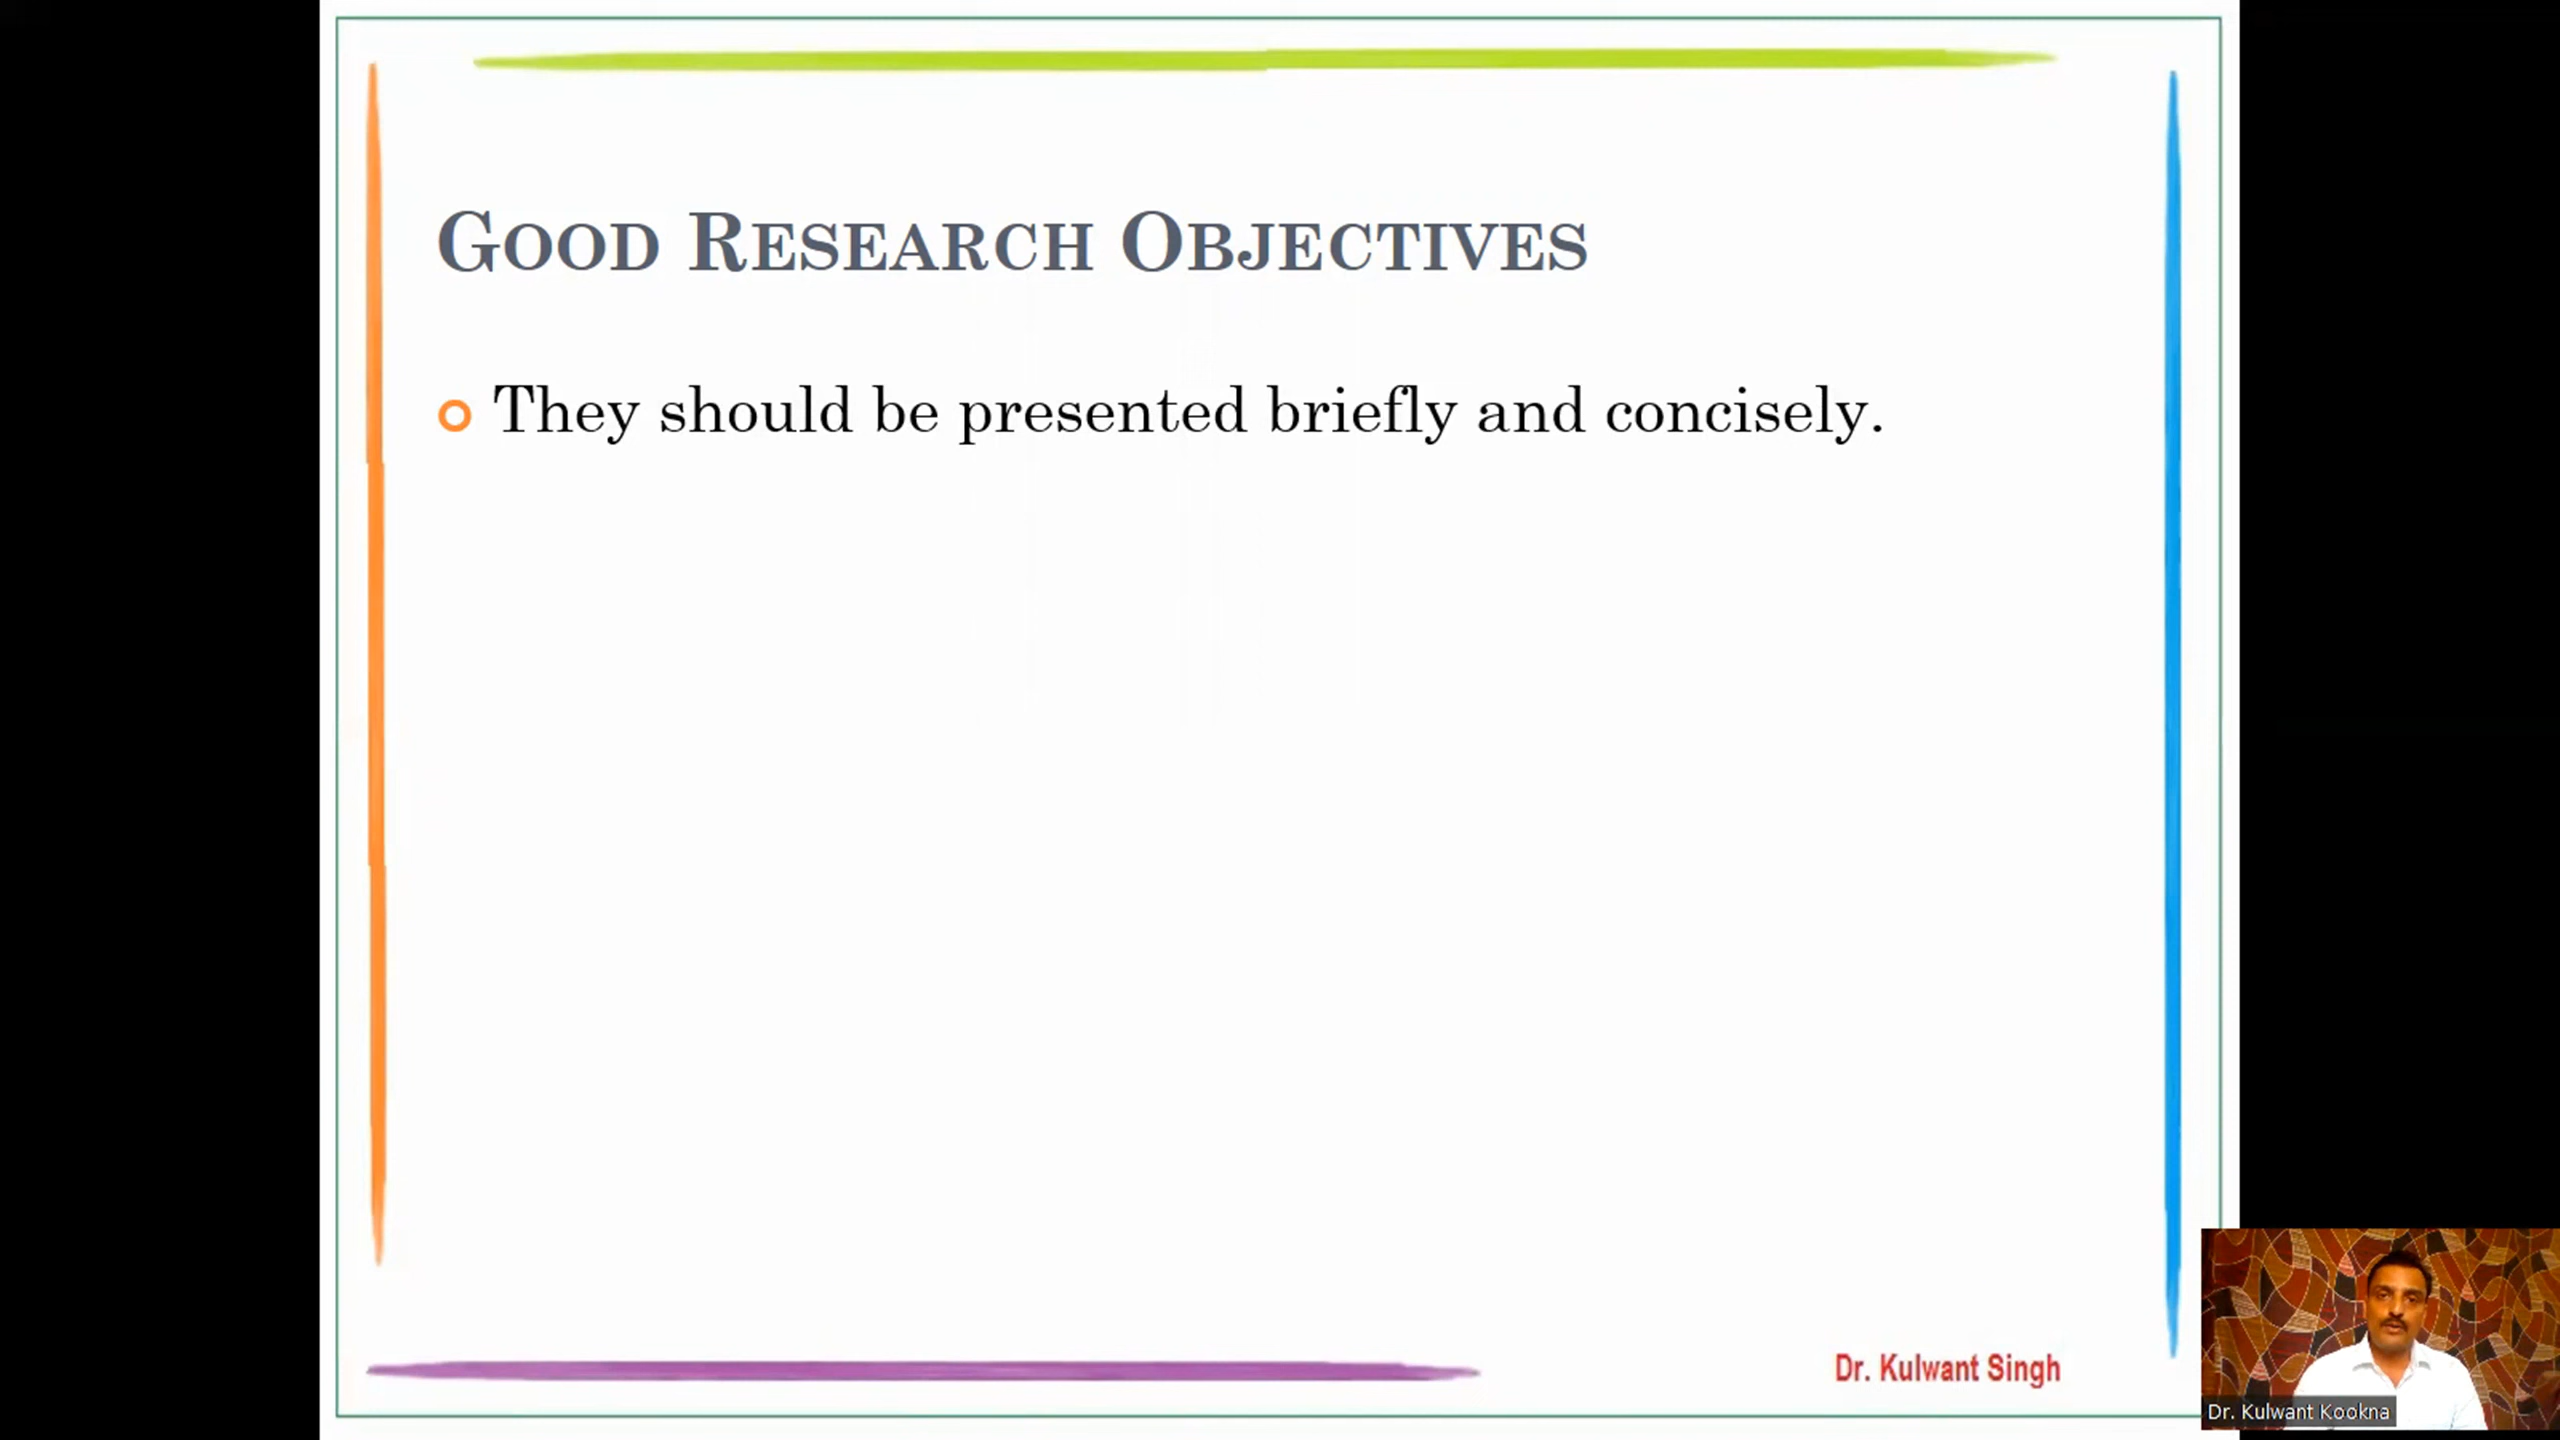 GOOD RESEARCH OBJECTIVES
They should be presented briefly and concisely.
Dr. Kulwant Singh
Dr. Kulwant Kookna